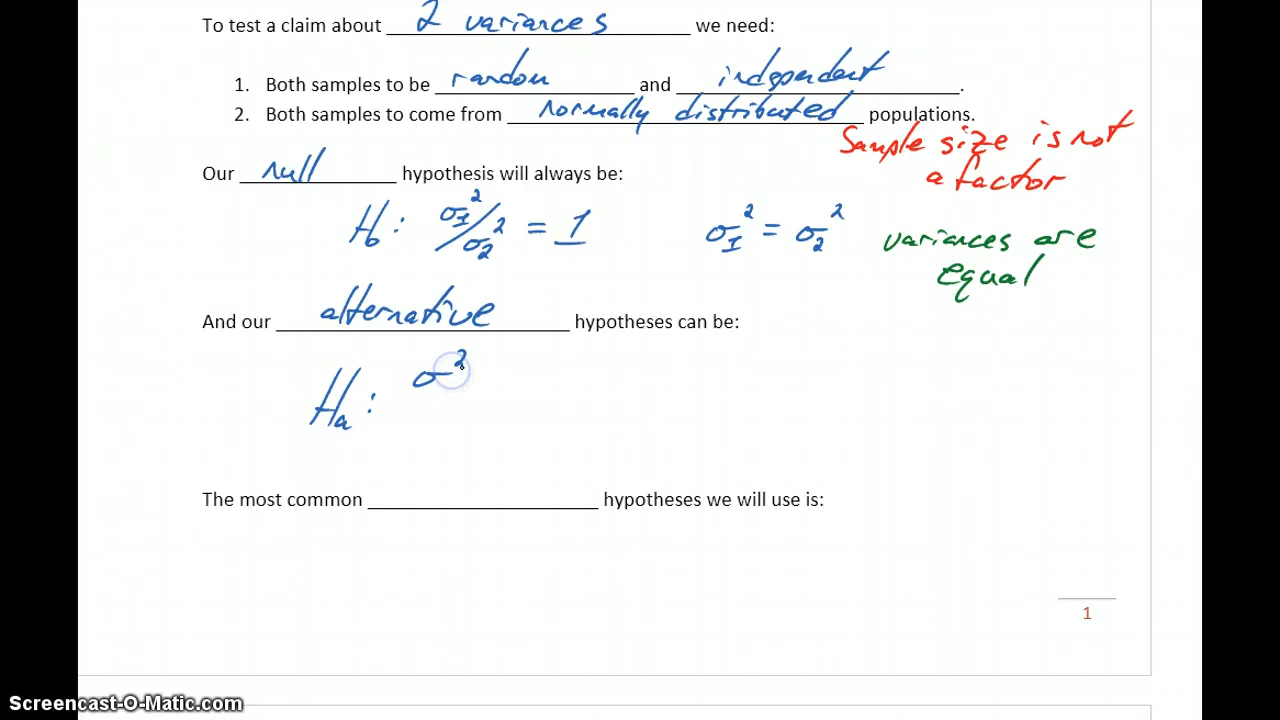 To test a claim about 2 variances we need:
1. Both samples to be random and independent.
2. Both samples to come from normally distributed populations.
Sample size is not
a factor
Our null hypothesis will always be:
H₀: σ₁²/σ₂² = 1 σ₁² = σ₂² variances are
equal
And our alternative hypotheses can be:
Hₐ: σ²
The most common ____ hypotheses we will use is:
1
Screencast-O-Matic.com